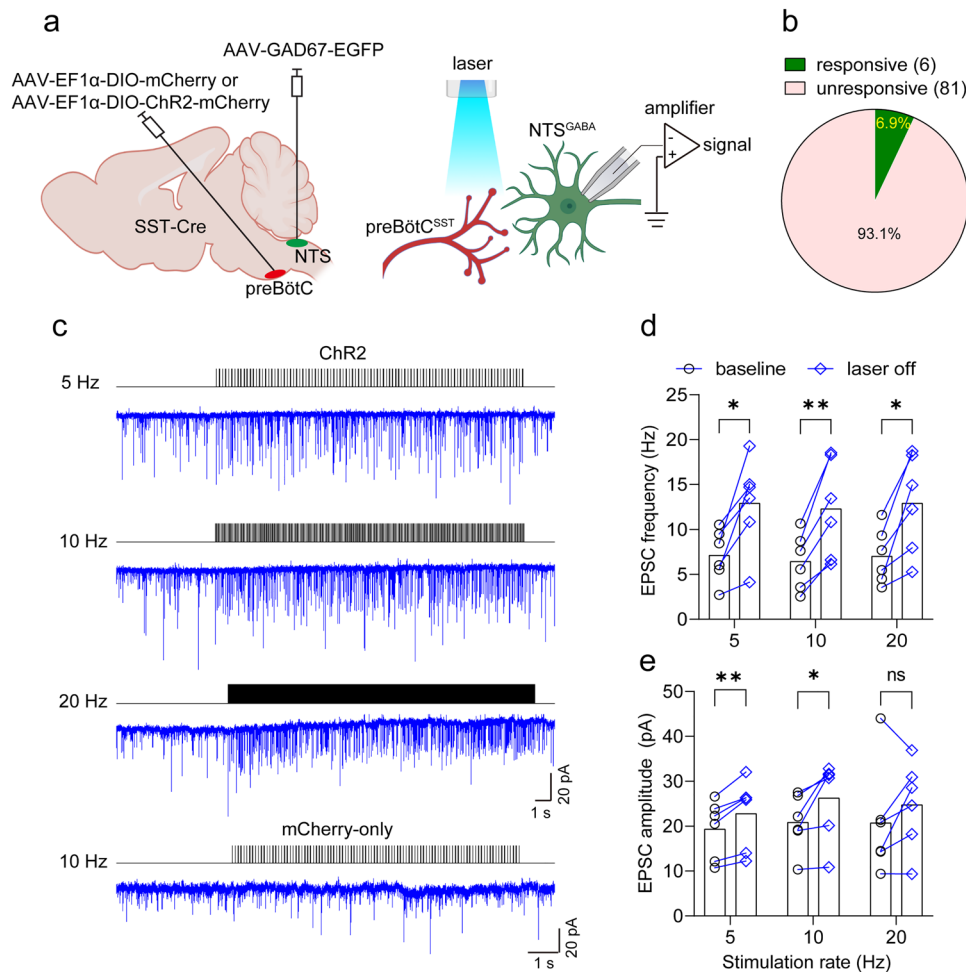 a
AAV-GAD67-EGFP
AAV-EF1α-DIO-mCherry or
AAV-EF1α-DIO-ChR2-mCherry
SST-Cre
NTS
preBötC
laser
NTS^GABA
amplifier
-
+
signal
preBötC^SST
b
responsive (6)
unresponsive (81)
6.9%
93.1%
c
ChR2
5 Hz
10 Hz
20 Hz
20 pA
1 s
mCherry-only
10 Hz
20 pA
1 s
d
baseline
laser off
EPSC frequency (Hz)
25
20
15
10
5
0
*
**
*
5
10
20
e
EPSC amplitude (pA)
50
40
30
20
10
0
**
*
ns
5
10
20
Stimulation rate (Hz)